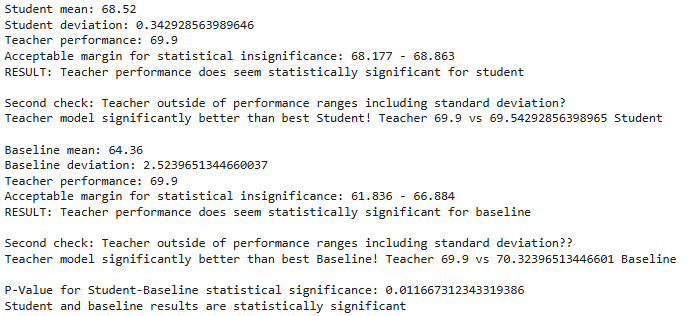 Student mean: 68.52
Student deviation: 0.342928563989646
Teacher performance: 69.9
Acceptable margin for statistical insignificance: 68.177 - 68.863
RESULT: Teacher performance does seem statistically significant for student
Second check: Teacher outside of performance ranges including standard deviation?
Teacher model significantly better than best Student! Teacher 69.9 vs 69.54292856398965 Student
Baseline mean: 64.36
Baseline deviation: 2.5239651344660037
Teacher performance: 69.9
Acceptable margin for statistical insignificance: 61.836 - 66.884
RESULT: Teacher performance does seem statistically significant for baseline
Second check: Teacher outside of performance ranges including standard deviation??
Teacher model significantly better than best Baseline! Teacher 69.9 vs 70.32396513446601 Baseline
P-Value for Student-Baseline statistical significance: 0.011667312343319386
Student and baseline results are statistically significant